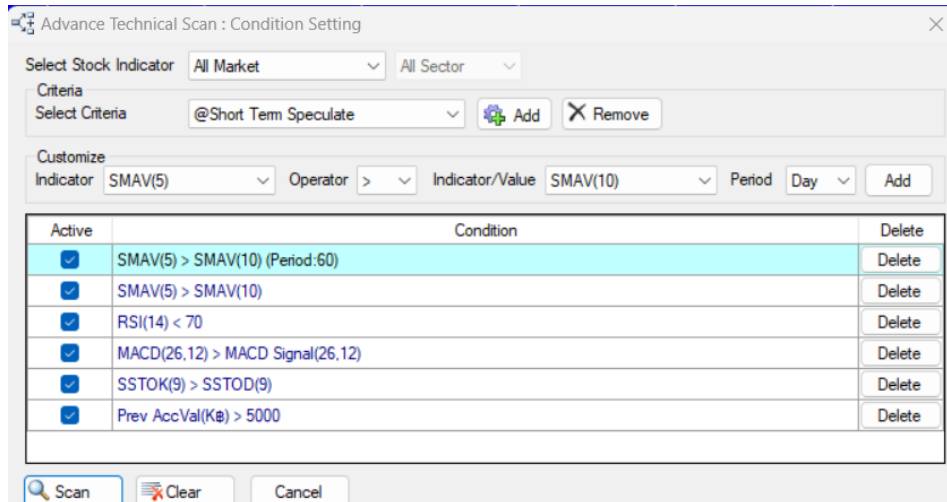 Advance Technical Scan : Condition Setting
Select Stock Indicator All Market All Sector
Criteria
Select Criteria @Short Term Speculate Add Remove
Customize
Indicator SMAV(5) Operator > Indicator/Value SMAV(10) Period Day Add
Active Condition Delete
SMAV(5) > SMAV(10) (Period:60) Delete
SMAV(5) > SMAV(10) Delete
RSI(14) < 70 Delete
MACD(26,12) > MACD Signal(26,12) Delete
SSTOK(9) > SSTOD(9) Delete
Prev AccVal(K฿) > 5000 Delete
Scan Clear Cancel